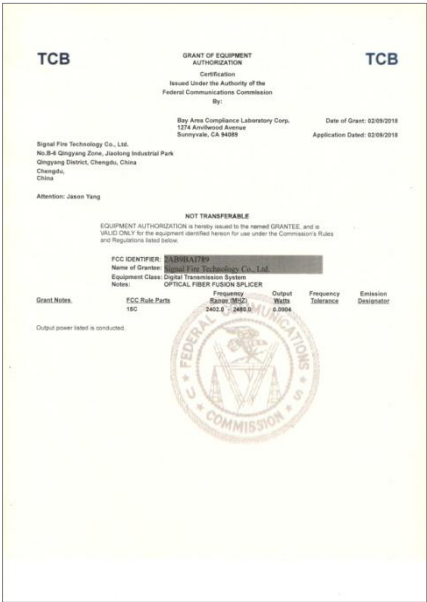 TCB
GRANT OF EQUIPMENT
AUTHORIZATION
TCB
Certification
Issued Under the Authority of the
Federal Communications Commission
By:
Bay Area Compliance Laboratory Corp.
1274 Anvilwood Avenue
Sunnyvale, CA 94089
Date of Grant: 02/09/2018
Application Dated: 02/09/2018
Signal Fire Technology Co., Ltd.
No.B-6 Qingyang Zone, Jiaolong Industrial Park
Qingyang District, Chengdu, China
Chengdu,
China
Attention: Jason Yang
NOT TRANSFERABLE
EQUIPMENT AUTHORIZATION is hereby issued to the named GRANTEE, and is
VALID ONLY for the equipment identified hereon for use under the Commission's Rules
and Regulations listed below.
FCC IDENTIFIER:
Name of Grantee: Signal Fire Technology Co., Ltd.
Equipment Class: Digital Transmission System
Notes: OPTICAL FIBER FUSION SPLICER
Grant Notes FCC Rule Parts Frequency Range (MHZ) Output Watts Frequency Tolerance Emission Designator
15C 2402.0 - 2480.0 0.0004
Output power listed is conducted.
FEDERAL COMMUNICATIONS COMMISSION